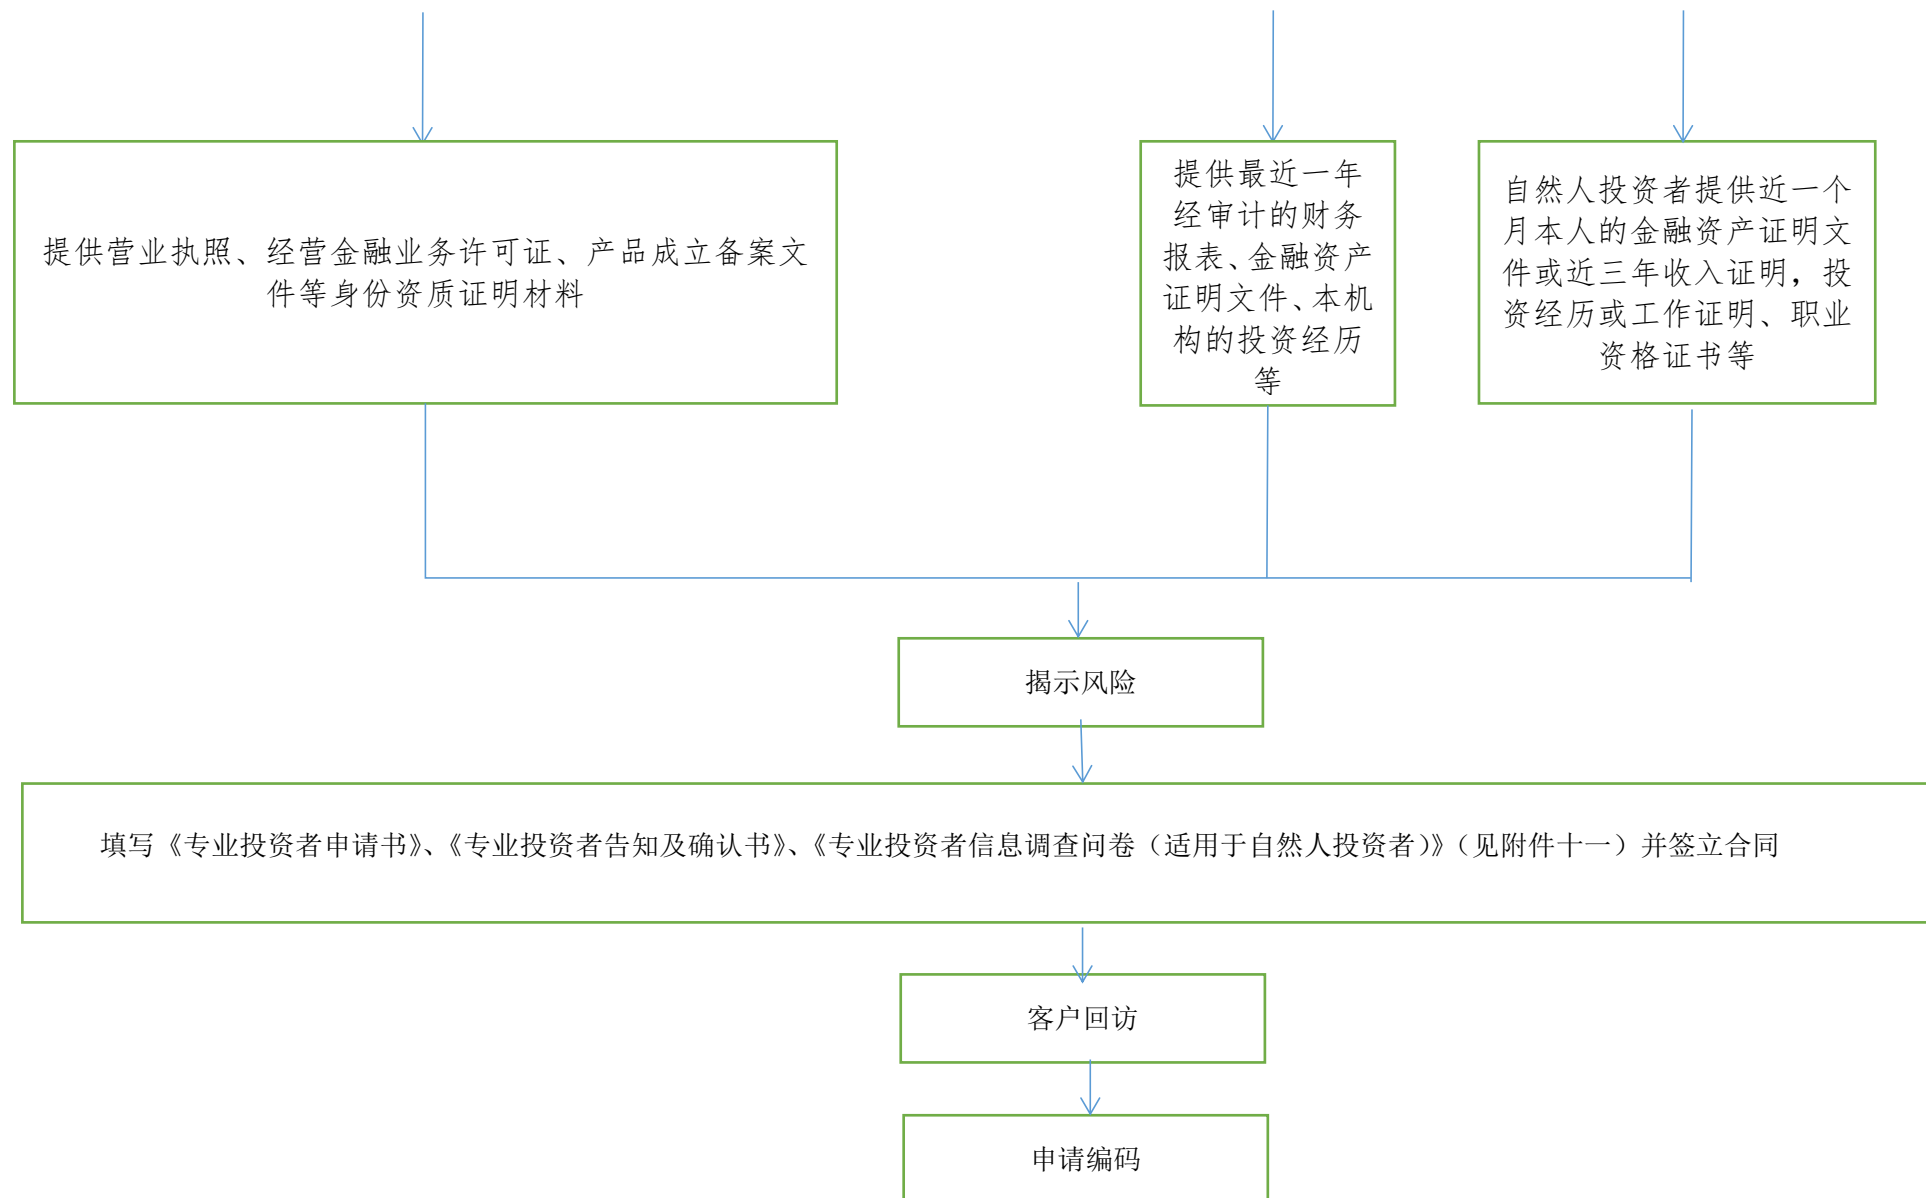 提供营业执照、经营金融业务许可证、产品成立备案文
件等身份资质证明材料
提供最近一年
经审计的财务
报表、金融资产
证明文件、本机
构的投资经历
等
自然人投资者提供近一个
月本人的金融资产证明文
件或近三年收入证明，投
资经历或工作证明、职业
资格证书等
揭示风险
填写《专业投资者申请书》、《专业投资者告知及确认书》、《专业投资者信息调查问卷（适用于自然人投资者）》（见附件十一）并签立合同
客户回访
申请编码